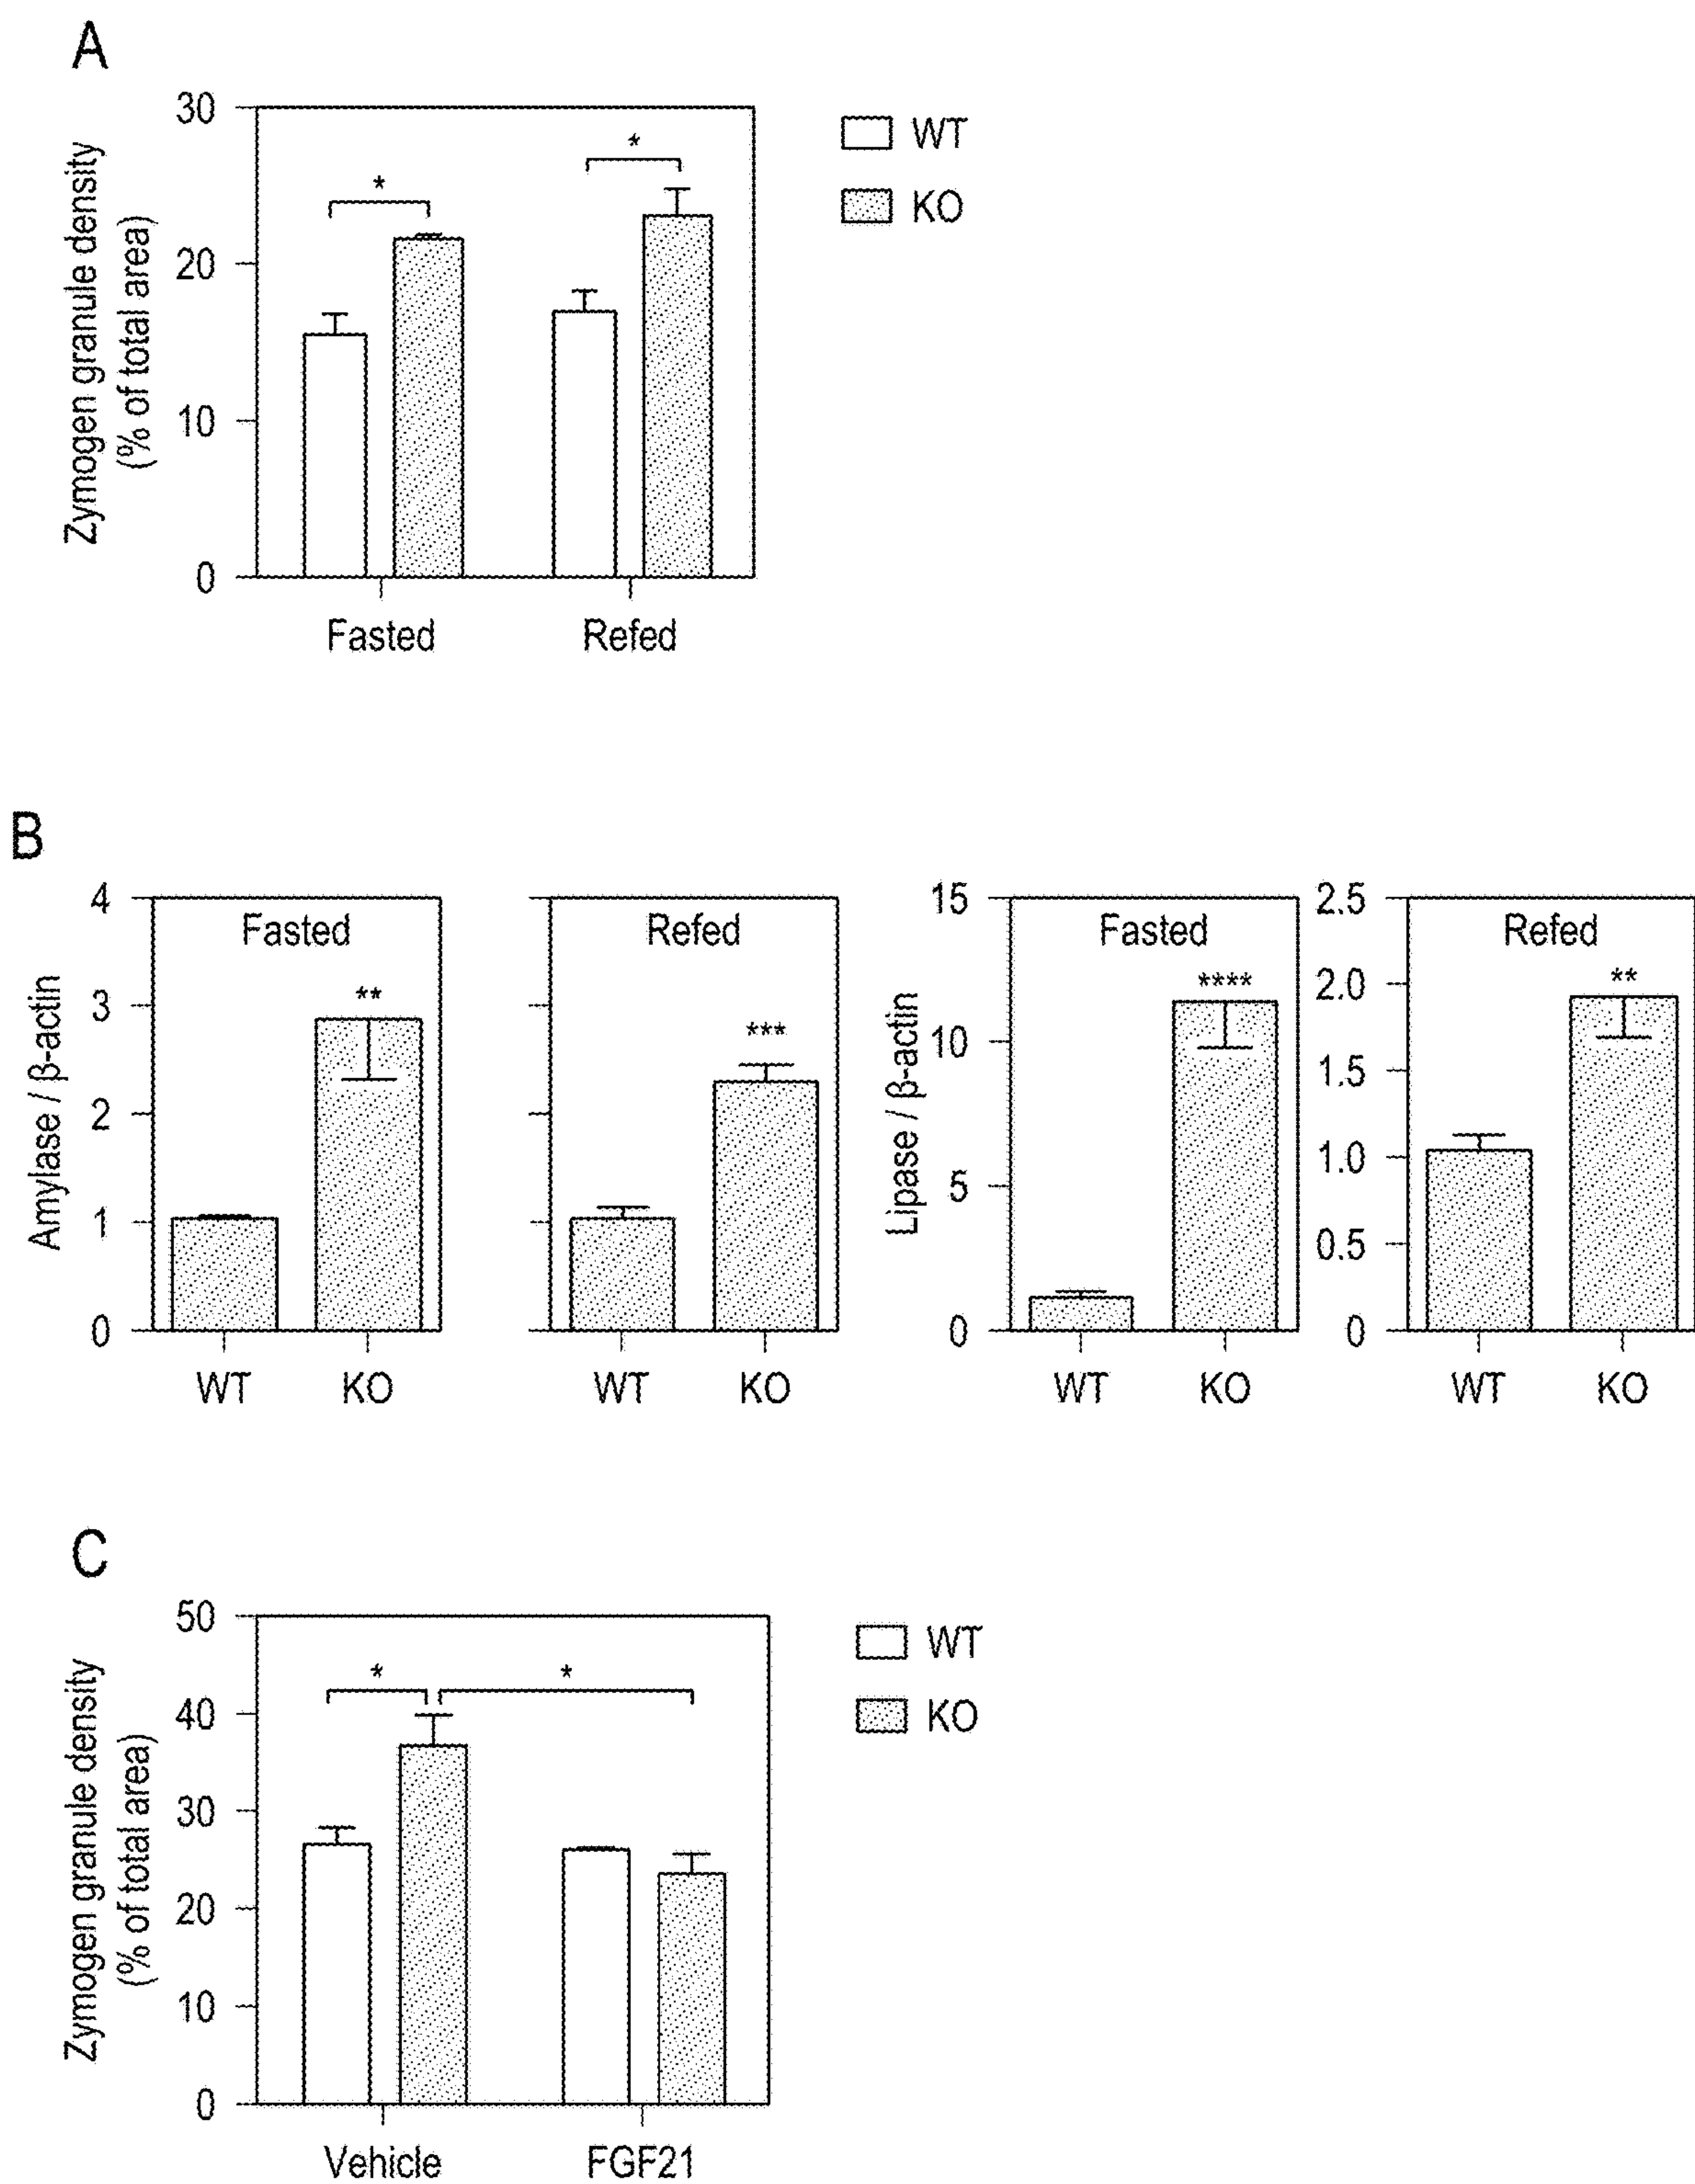 A
Zymogen granule density
(% of total area)
30
20
10
0
*
*
Fasted
Refed
WT
KO
B
Amylase / β-actin
4
3
2
1
0
Fasted
**
WT
KO
Refed
***
WT
KO
Lipase / β-actin
15
10
5
0
Fasted
****
WT
KO
2.5
2.0
1.5
1.0
0.5
0
Refed
**
WT
KO
C
Zymogen granule density
(% of total area)
50
40
30
20
10
0
*
*
Vehicle
FGF21
WT
KO